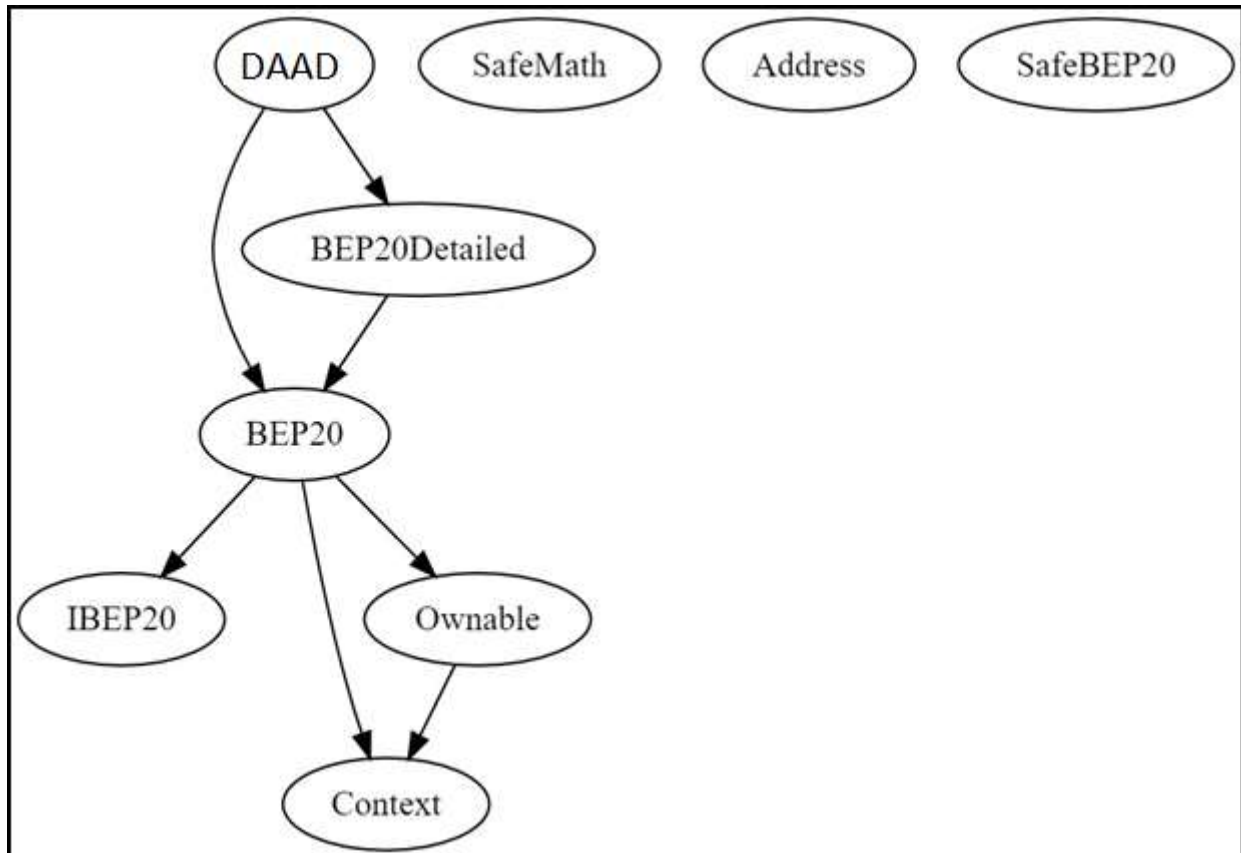 DAAD
SafeMath
Address
SafeBEP20
BEP20Detailed
BEP20
IBEP20
Ownable
Context